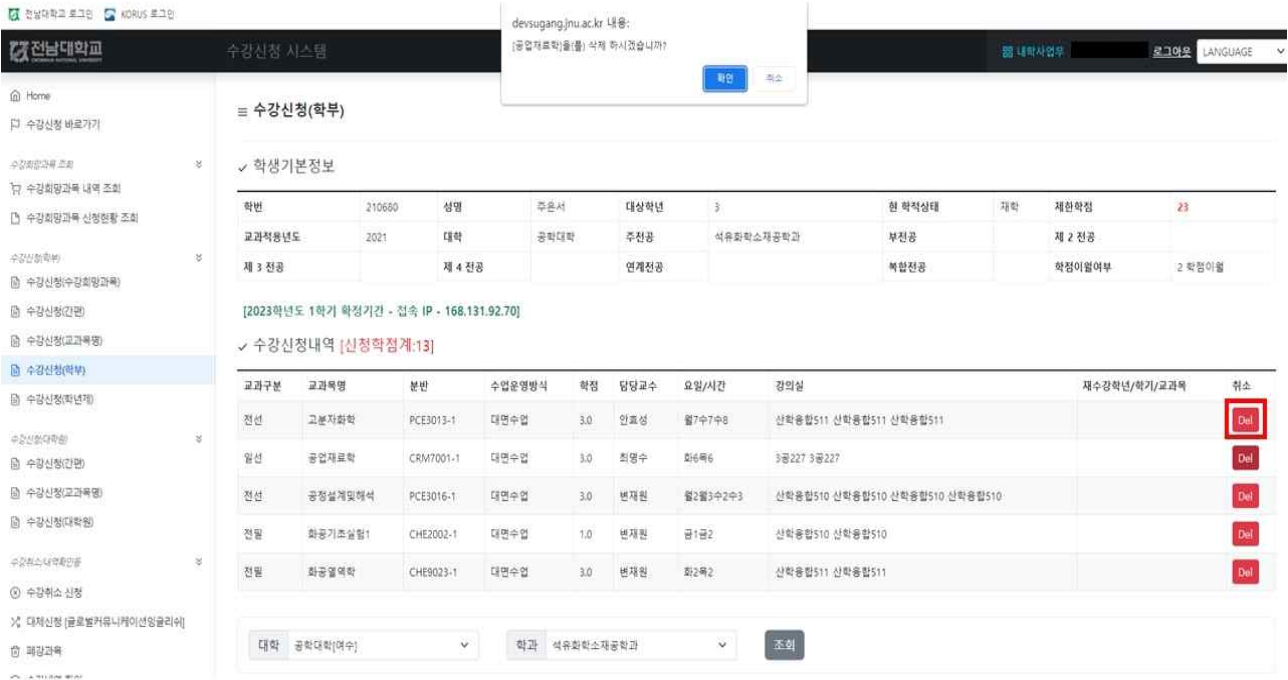 전남대학교 로그인 KORUS 로그인
devsugang.jnu.ac.kr 내용:
[공업재료학]을(를) 삭제 하시겠습니까?
확인 취소
전남대학교
CHONNAM NATIONAL UNIVERSITY
수강신청 시스템
대학사업무 로그아웃 LANGUAGE
Home
수강신청 바로가기
수강희망과목 조회
수강희망과목 내역 조회
수강희망과목 신청현황 조회
수강신청(학부)
수강신청(수강희망과목)
수강신청(간편)
수강신청(교과목명)
수강신청(학부)
수강신청(학년제)
수강신청(대학원)
수강신청(간편)
수강신청(교과목명)
수강신청(대학원)
수강취소/내역확인등
수강취소 신청
대체신청 [글로벌커뮤니케이션잉글리쉬]
폐강과목
수강신청(학부)
학생기본정보
학번 210680 성명 주은서 대상학년 3 현 학적상태 재학 제한학점 23
교과적용년도 2021 대학 공학대학 주전공 석유화학소재공학과 부전공 제 2 전공
제 3 전공 제 4 전공 연계전공 복합전공 학점이월여부 2 학점이월
[2023학년도 1학기 확정기간 - 접속 IP - 168.131.92.70]
수강신청내역 [신청학점계:13]
교과구분 교과목명 분반 수업운영방식 학점 담당교수 요일/시간 강의실 재수강학년/학기/교과목 취소
전선 고분자화학 PCE3013-1 대면수업 3.0 안효성 월7수7수8 산학융합511 산학융합511 산학융합511 Del
일선 공업재료학 CRM7001-1 대면수업 3.0 최명수 화6목6 3공227 3공227 Del
전선 공정설계및해석 PCE3016-1 대면수업 3.0 변재원 월2월3수2수3 산학융합510 산학융합510 산학융합510 산학융합510 Del
전필 화공기초실험1 CHE2002-1 대면수업 1.0 변재원 금1금2 산학융합510 산학융합510 Del
전필 화공열역학 CHE9023-1 대면수업 3.0 변재원 화2목2 산학융합511 산학융합511 Del
대학 공학대학[여수] 학과 석유화학소재공학과 조회